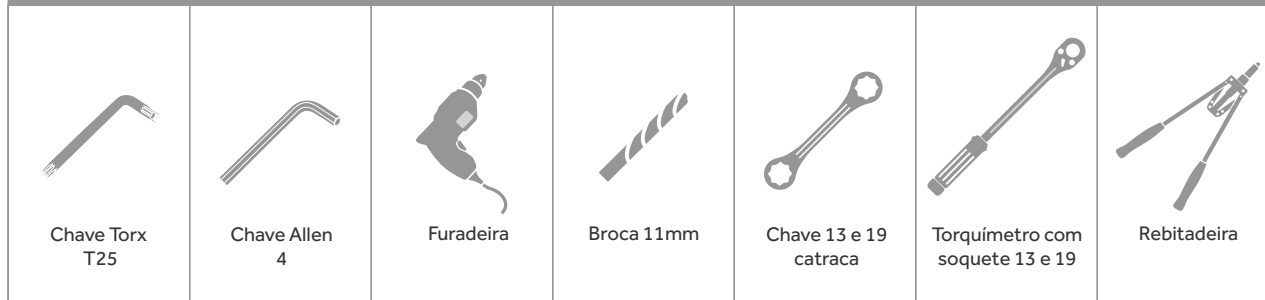 Chave Torx
T25
Chave Allen
4
Furadeira
Broca 11mm
Chave 13 e 19
catraca
Torquímetro com
soquete 13 e 19
Rebitadeira